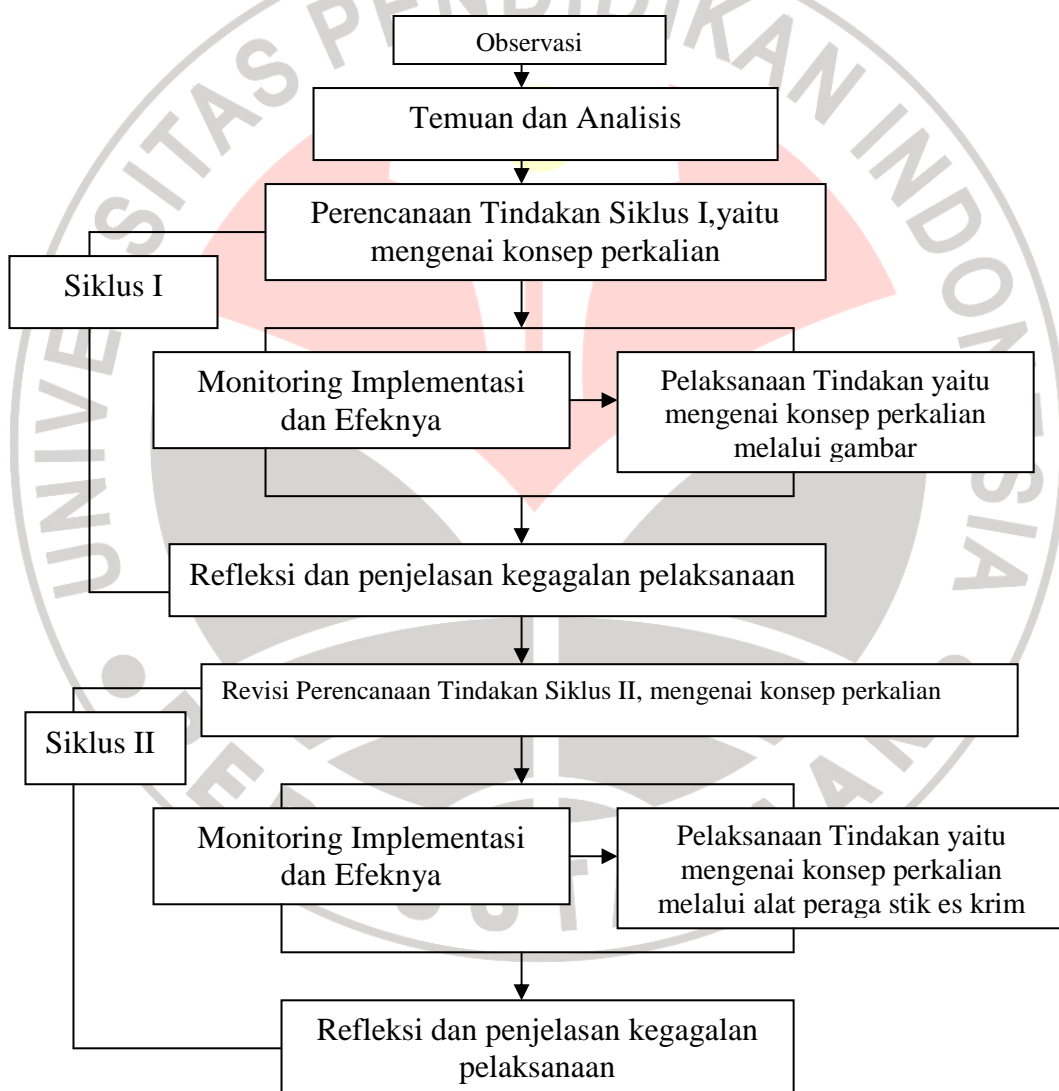 UNIVERSITAS PENDIDIKAN INDONESIA
Observasi
Temuan dan Analisis
Perencanaan Tindakan Siklus I,yaitu
mengenai konsep perkalian
Siklus I
Monitoring Implementasi
dan Efeknya
Pelaksanaan Tindakan yaitu
mengenai konsep perkalian
melalui gambar
Refleksi dan penjelasan kegagalan pelaksanaan
Revisi Perencanaan Tindakan Siklus II, mengenai konsep perkalian
Siklus II
Monitoring Implementasi
dan Efeknya
Pelaksanaan Tindakan yaitu
mengenai konsep perkalian
melalui alat peraga stik es krim
Refleksi dan penjelasan kegagalan
pelaksanaan